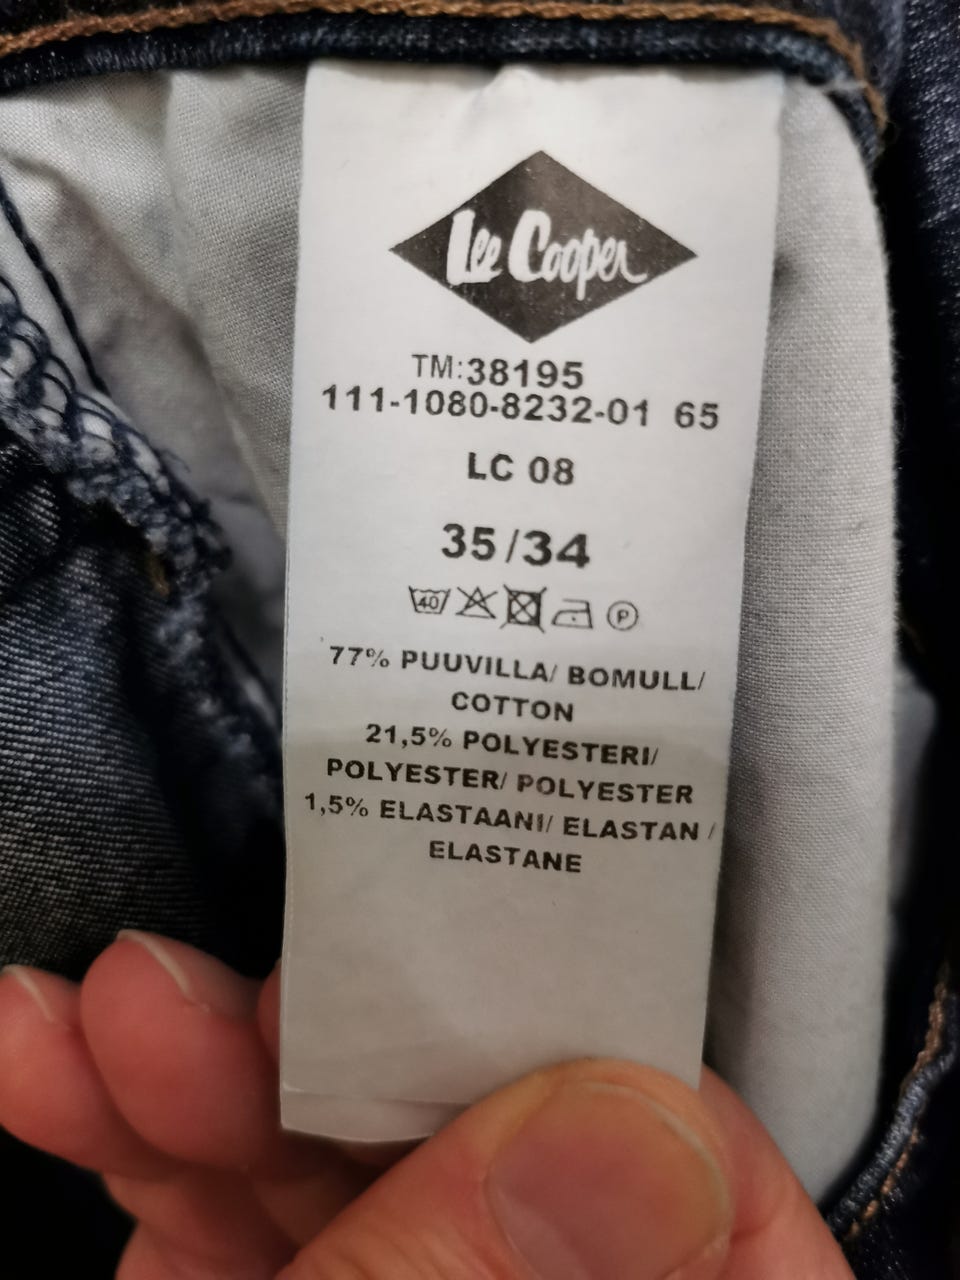 Lee Cooper
TM:38195
111-1080-8232-01 65
LC 08
35/34
40 P
77% PUUVILLA/ BOMULL/
COTTON
21,5% POLYESTERI/
POLYESTER/ POLYESTER
1,5% ELASTAANI/ ELASTAN /
ELASTANE